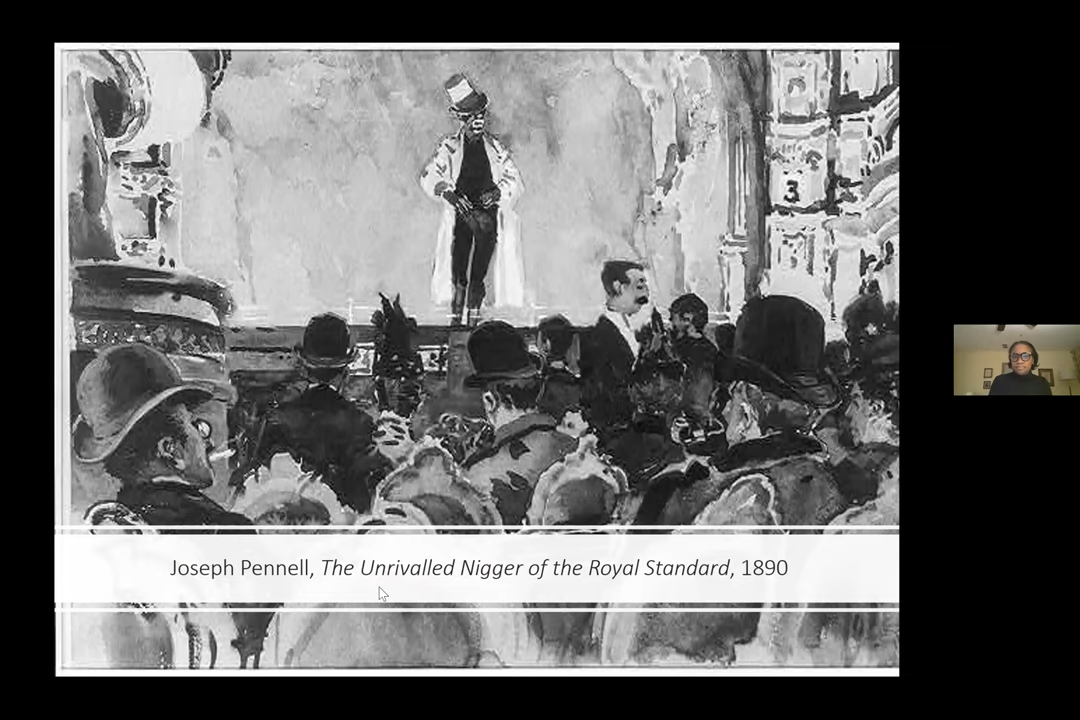 3
Joseph Pennell, The Unrivalled Nigger of the Royal Standard, 1890